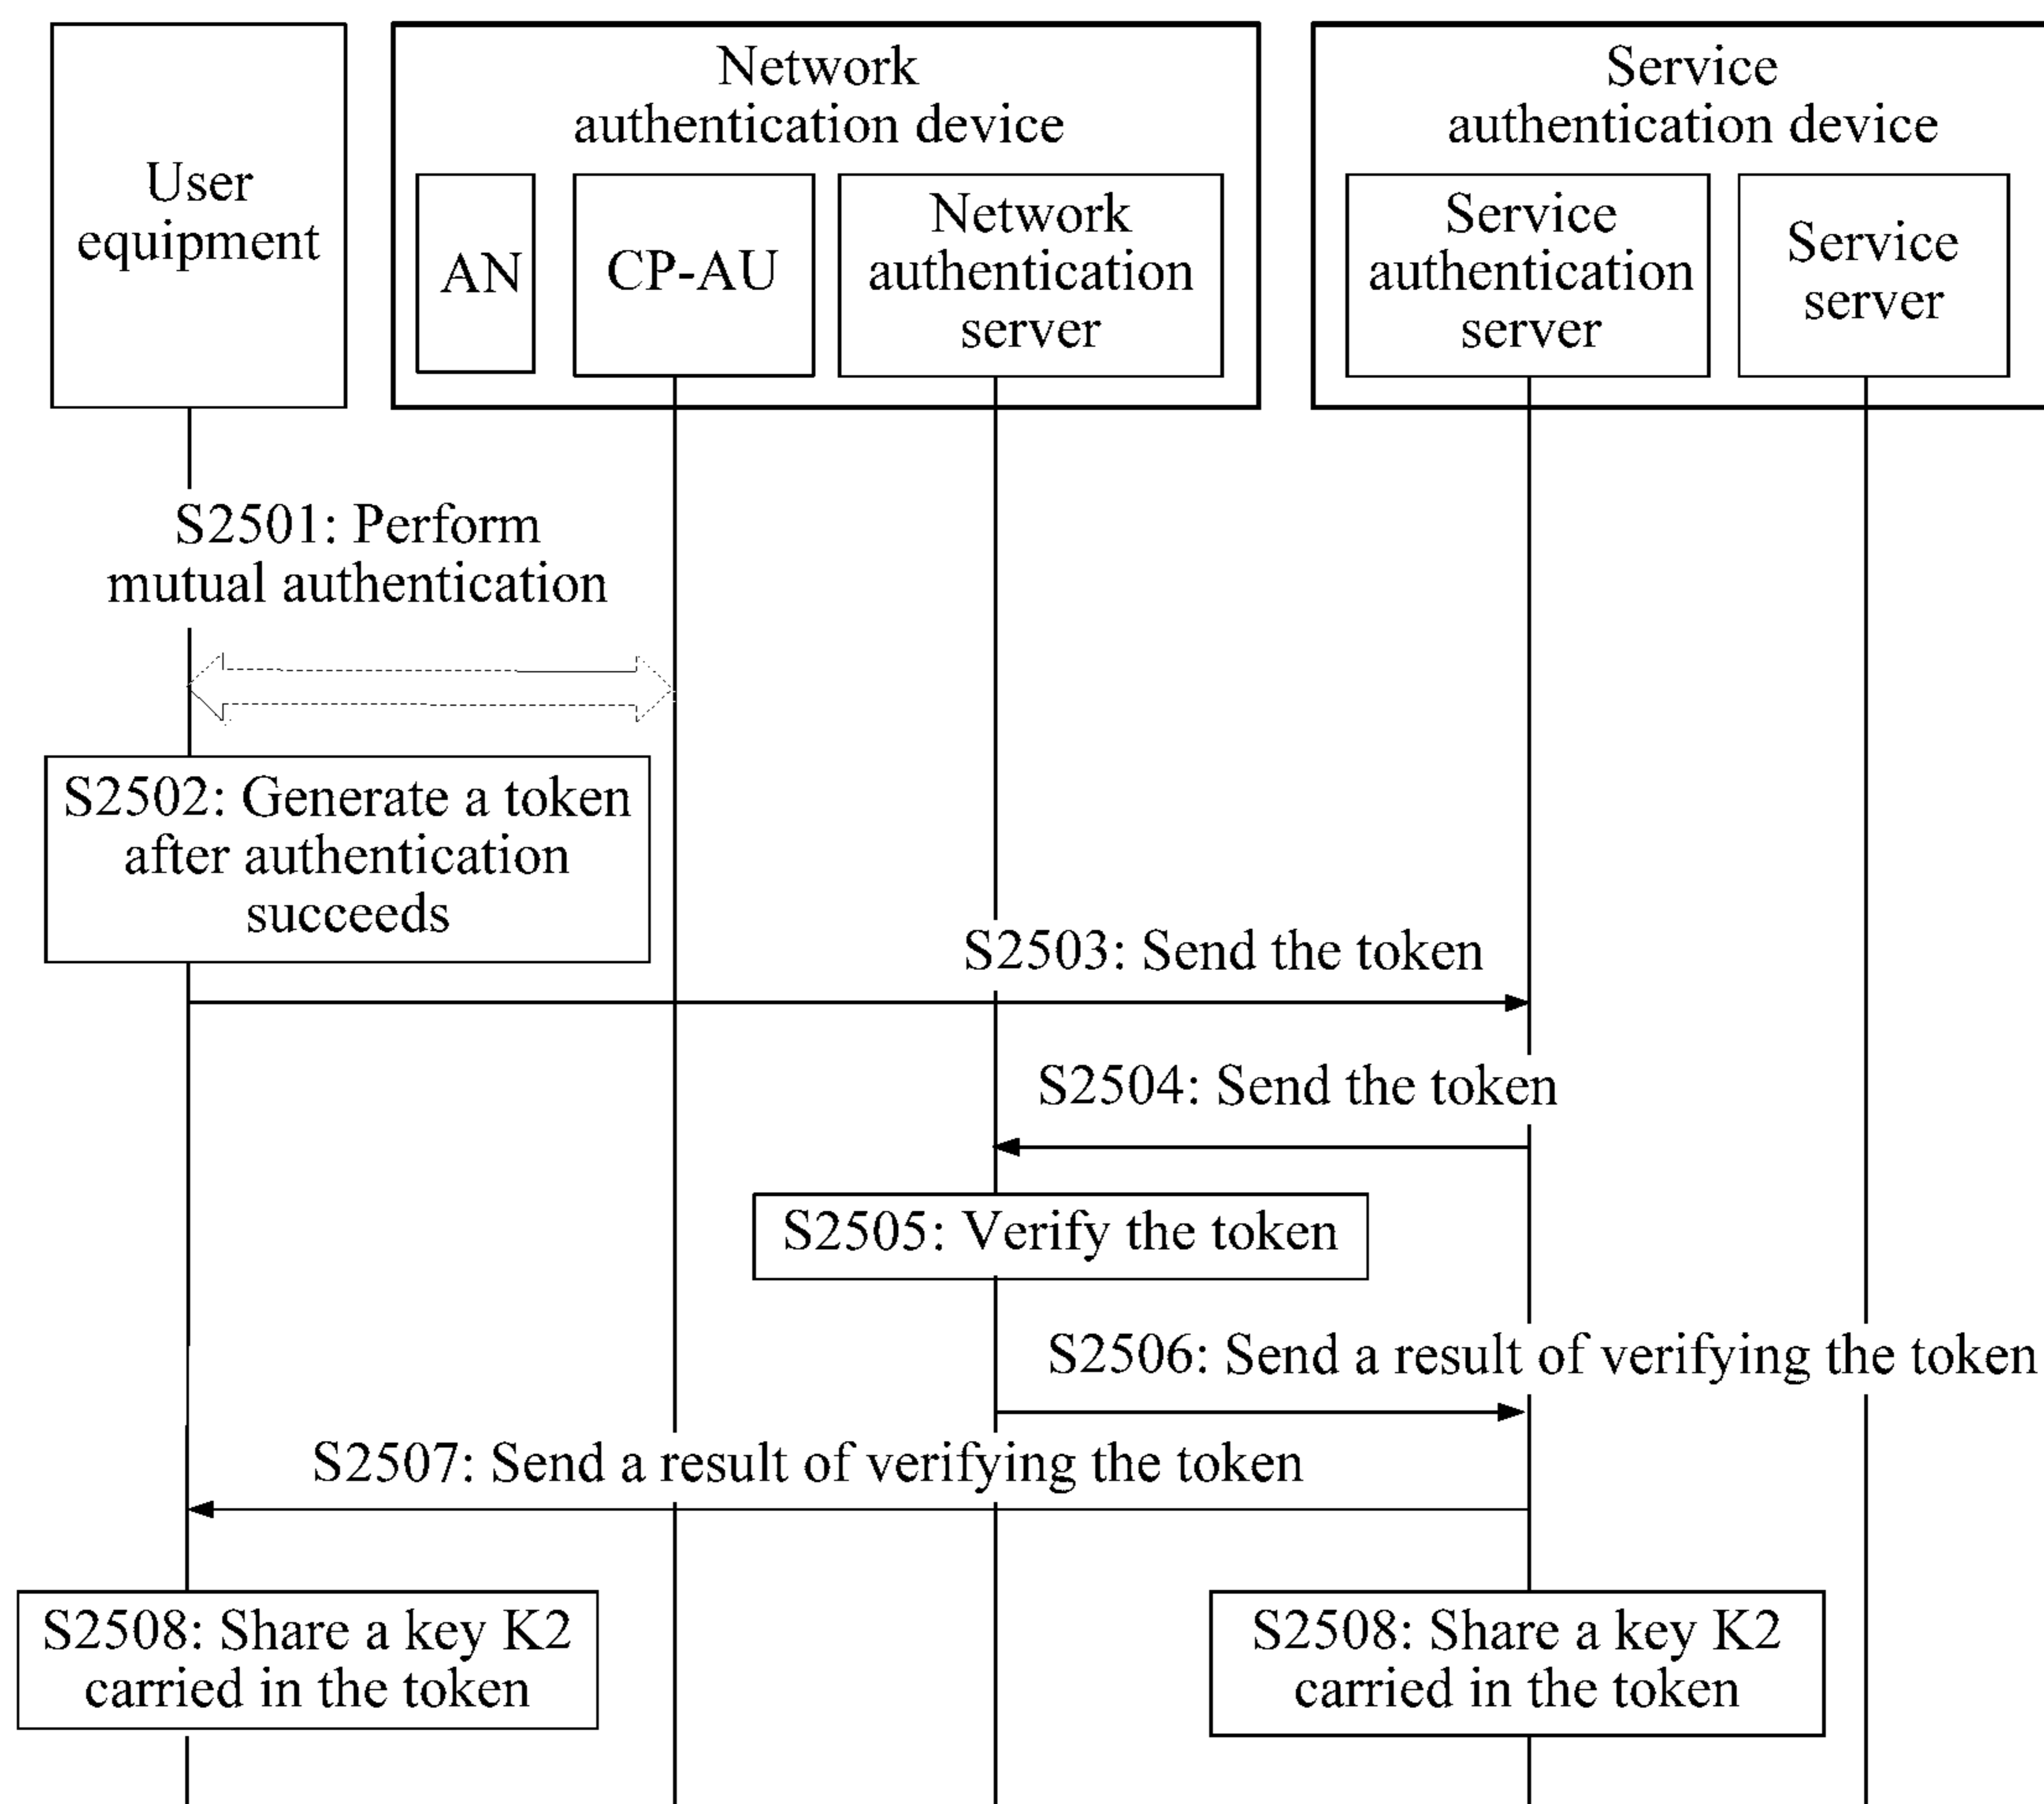 User
equipment
Network
authentication device
AN
CP-AU
Network
authentication
server
Service
authentication device
Service
authentication
server
Service
server
S2501: Perform
mutual authentication
S2502: Generate a token
after authentication
succeeds
S2503: Send the token
S2504: Send the token
S2505: Verify the token
S2506: Send a result of verifying the token
S2507: Send a result of verifying the token
S2508: Share a key K2
carried in the token
S2508: Share a key K2
carried in the token